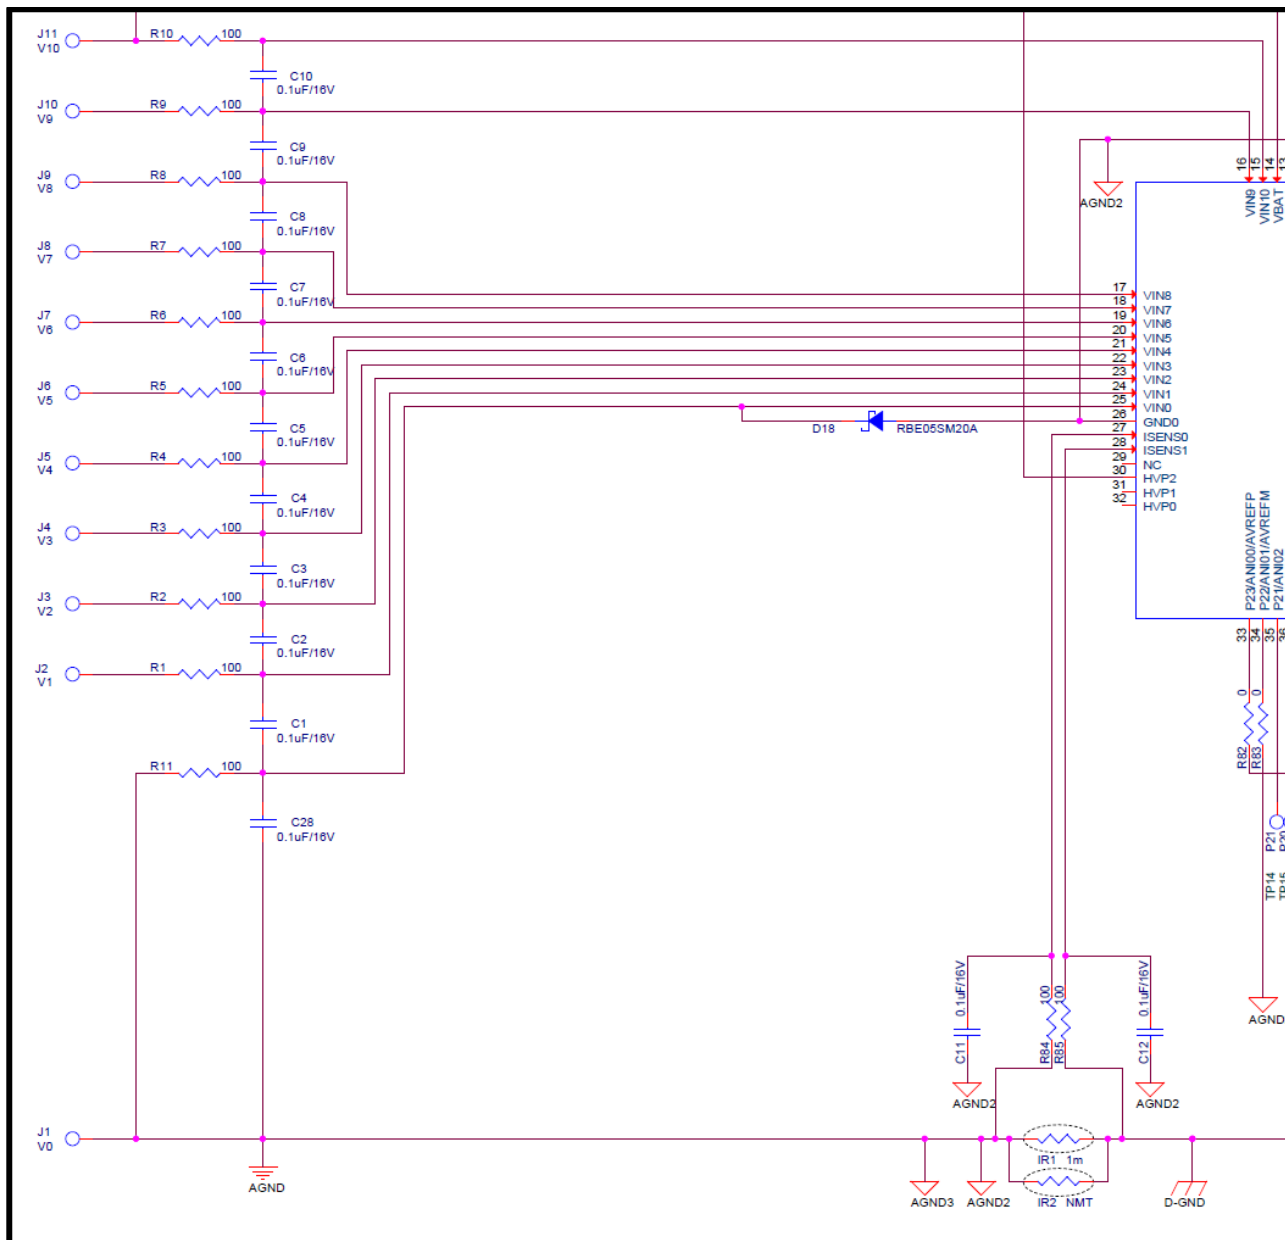 J11
V10
R10 100
C10
0.1uF/16V
J10
V9
R9 100
C9
0.1uF/16V
J9
V8
R8 100
C8
0.1uF/16V
J8
V7
R7 100
C7
0.1uF/16V
J7
V6
R6 100
C6
0.1uF/16V
J6
V5
R5 100
C5
0.1uF/16V
J5
V4
R4 100
C4
0.1uF/16V
J4
V3
R3 100
C3
0.1uF/16V
J3
V2
R2 100
C2
0.1uF/16V
J2
V1
R1 100
C1
0.1uF/16V
R11 100
C28
0.1uF/16V
J1
V0
AGND
AGND2
16
15
14
13
VIN9
VIN10
VBAT
17 VIN8
18 VIN7
19 VIN6
20 VIN5
21 VIN4
22 VIN3
23 VIN2
24 VIN1
25 VIN0
26 GND0
27 ISENS0
28 ISENS1
29 NC
30 HVP2
31 HVP1
32 HVP0
D18 RBE05SM20A
P23/ANI00/AVREFP
P22/ANI01/AVREFM
P21/ANI02
33
34
35
36
R82 0
R83 0
P21
P20
TP14
TP15
AGND
C11 0.1uF/16V
R84 100
R85 100
C12 0.1uF/16V
AGND2
AGND2
IR1 1m
IR2 NMT
AGND3
AGND2
D-GND